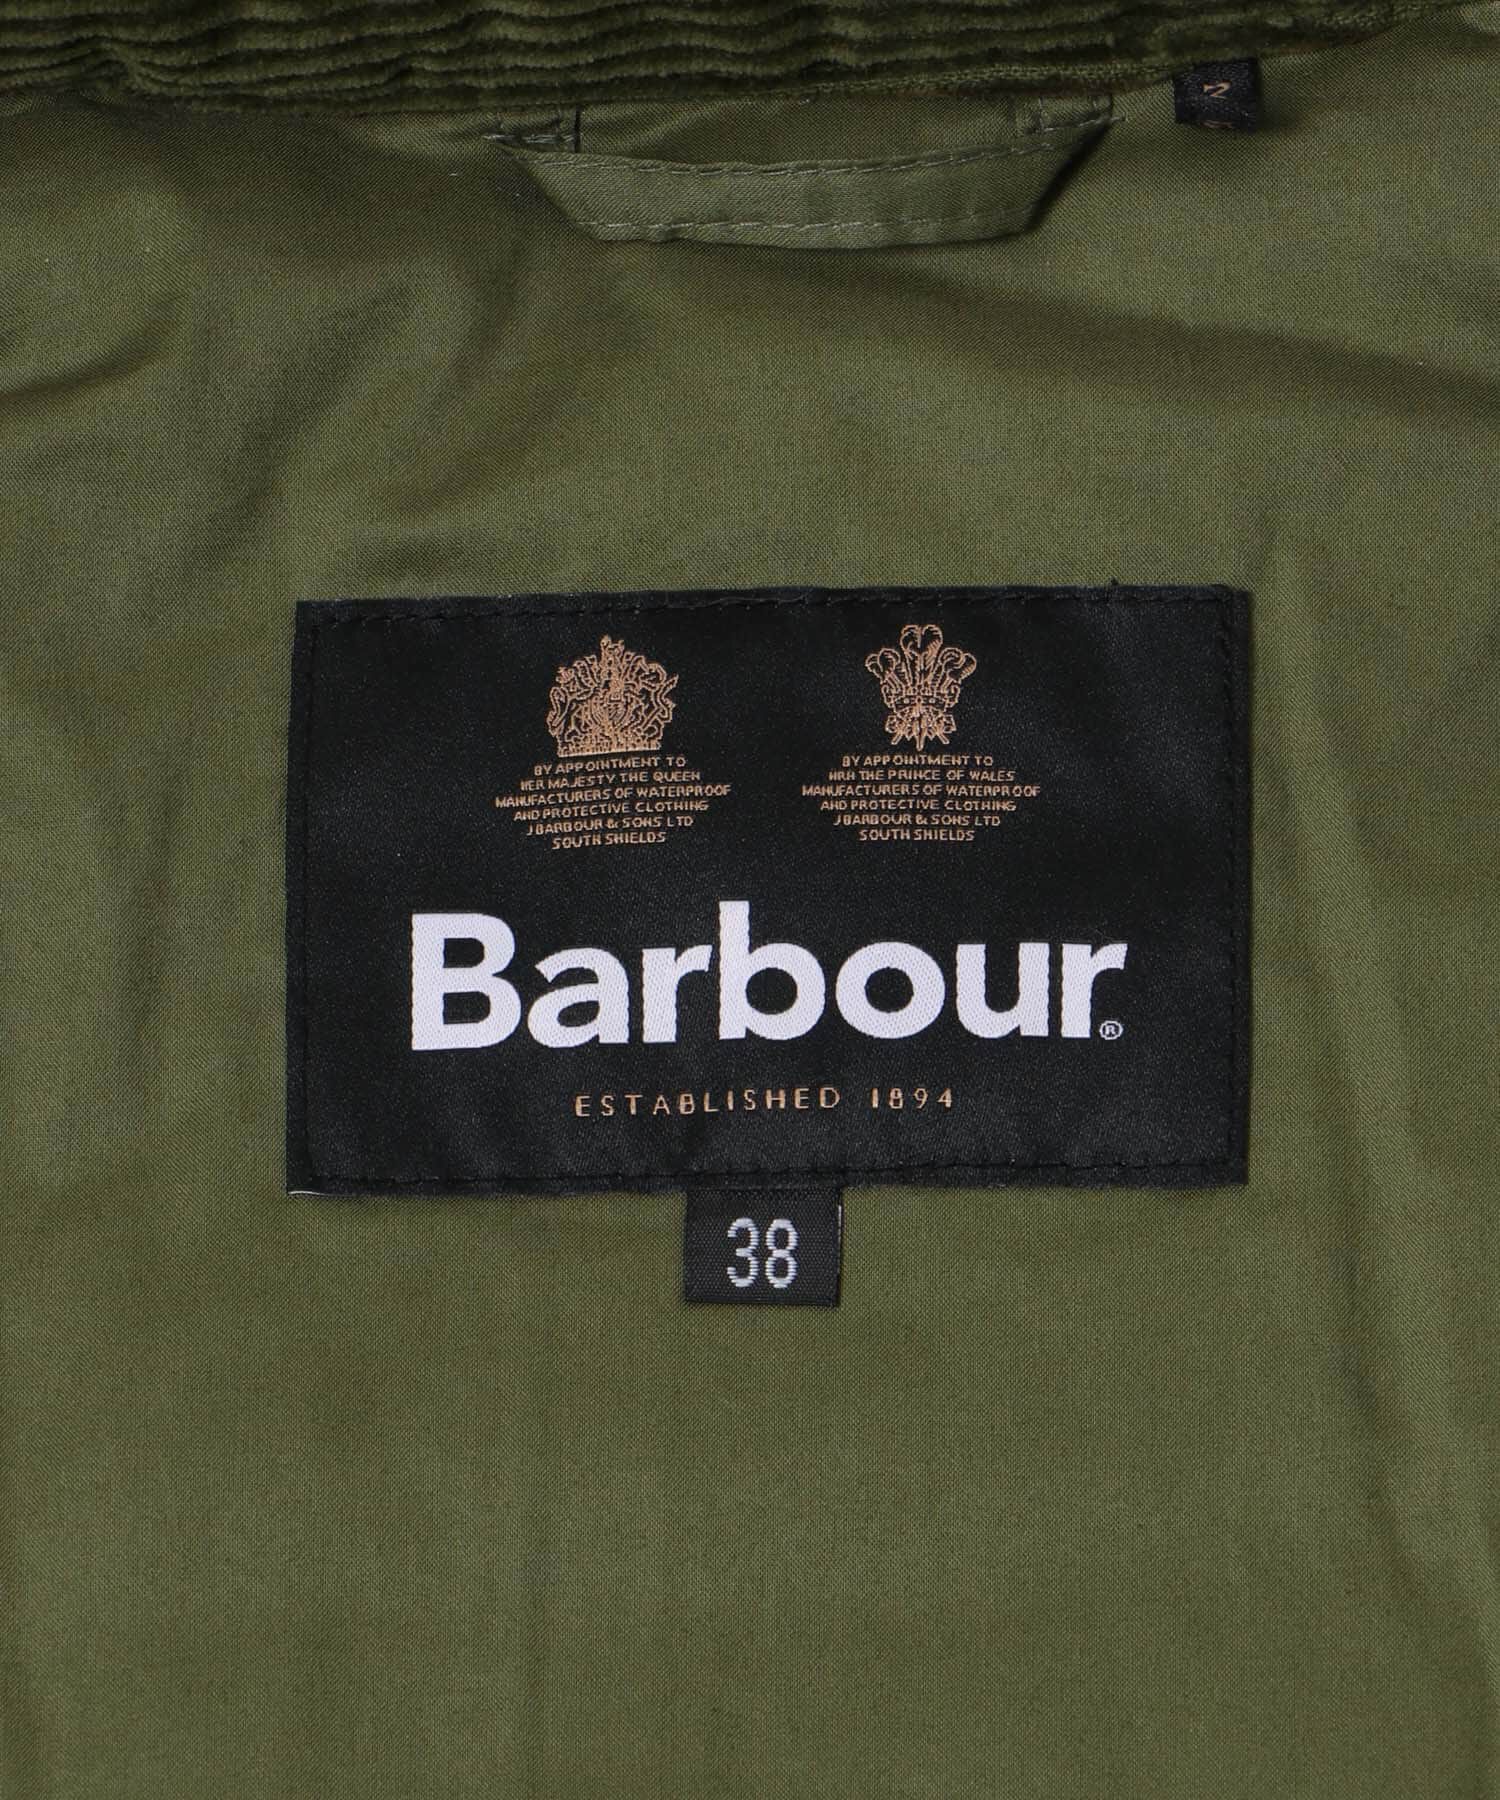 BY APPOINTMENT TO
HER MAJESTY THE QUEEN
MANUFACTURERS OF WATERPROOF
AND PROTECTIVE CLOTHING
J BARBOUR & SONS LTD
SOUTH SHIELDS
BY APPOINTMENT TO
HRH THE PRINCE OF WALES
MANUFACTURERS OF WATERPROOF
AND PROTECTIVE CLOTHING
J BARBOUR & SONS LTD
SOUTH SHIELDS
Barbour®
ESTABLISHED 1894
38